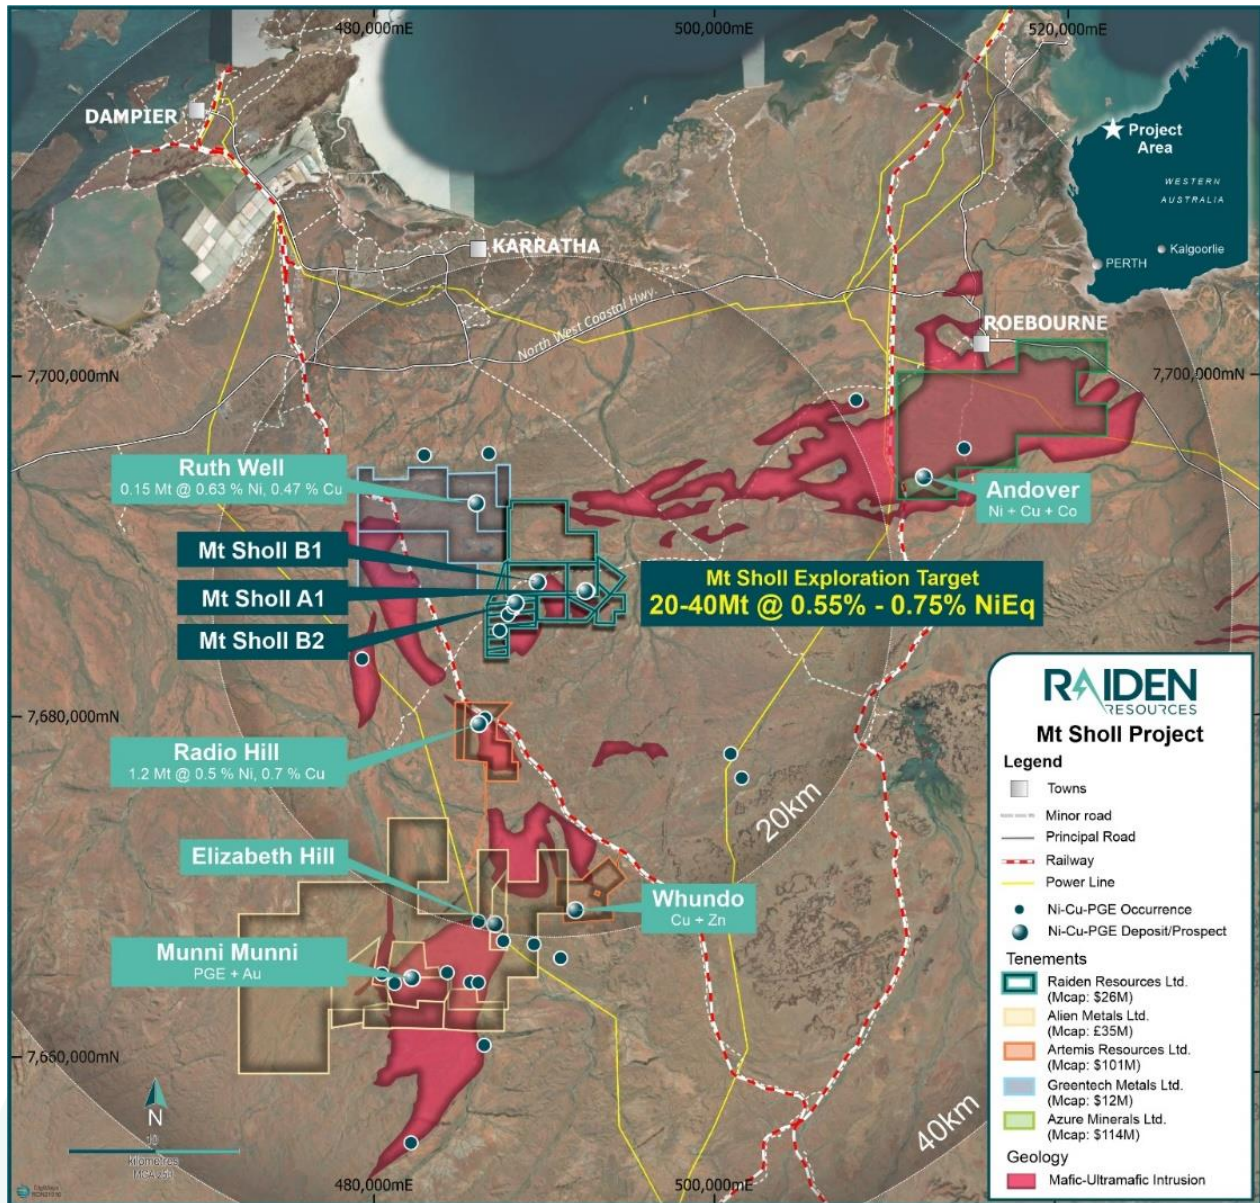 480,000mE
500,000mE
520,000mE
DAMPIER
Project
Area
WESTERN
AUSTRALIA
Kalgoorlie
PERTH
KARRATHA
North West Coastal Hwy
ROEBOURNE
7,700,000mN
7,700,000mN
Ruth Well
0.15 Mt @ 0.63 % Ni, 0.47 % Cu
Andover
Ni + Cu + Co
Mt Sholl B1
Mt Sholl A1
Mt Sholl B2
Mt Sholl Exploration Target
20-40Mt @ 0.55% - 0.75% NiEq
7,680,000mN
Radio Hill
1.2 Mt @ 0.5 % Ni, 0.7 % Cu
20km
Elizabeth Hill
Whundo
Cu + Zn
Munni Munni
PGE + Au
7,660,000mN
40km
N
10
kilometres
MGA Z50
480,000mE
500,000mE
RAIDEN
RESOURCES
Mt Sholl Project
Legend
Towns
Minor road
Principal Road
Railway
Power Line
Ni-Cu-PGE Occurrence
Ni-Cu-PGE Deposit/Prospect
Tenements
Raiden Resources Ltd.
(Mcap: $26M)
Alien Metals Ltd.
(Mcap: £35M)
Artemis Resources Ltd.
(Mcap: $101M)
Greentech Metals Ltd.
(Mcap: $12M)
Azure Minerals Ltd.
(Mcap: $114M)
Geology
Mafic-Ultramafic Intrusion